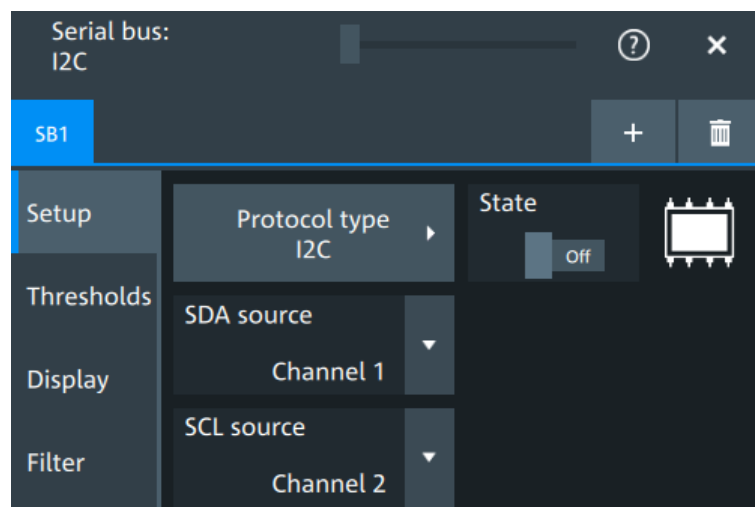 Serial bus:
I2C
?
SB1
+
Setup
Protocol type
I2C
State
Off
Thresholds
SDA source
Channel 1
Display
SCL source
Channel 2
Filter